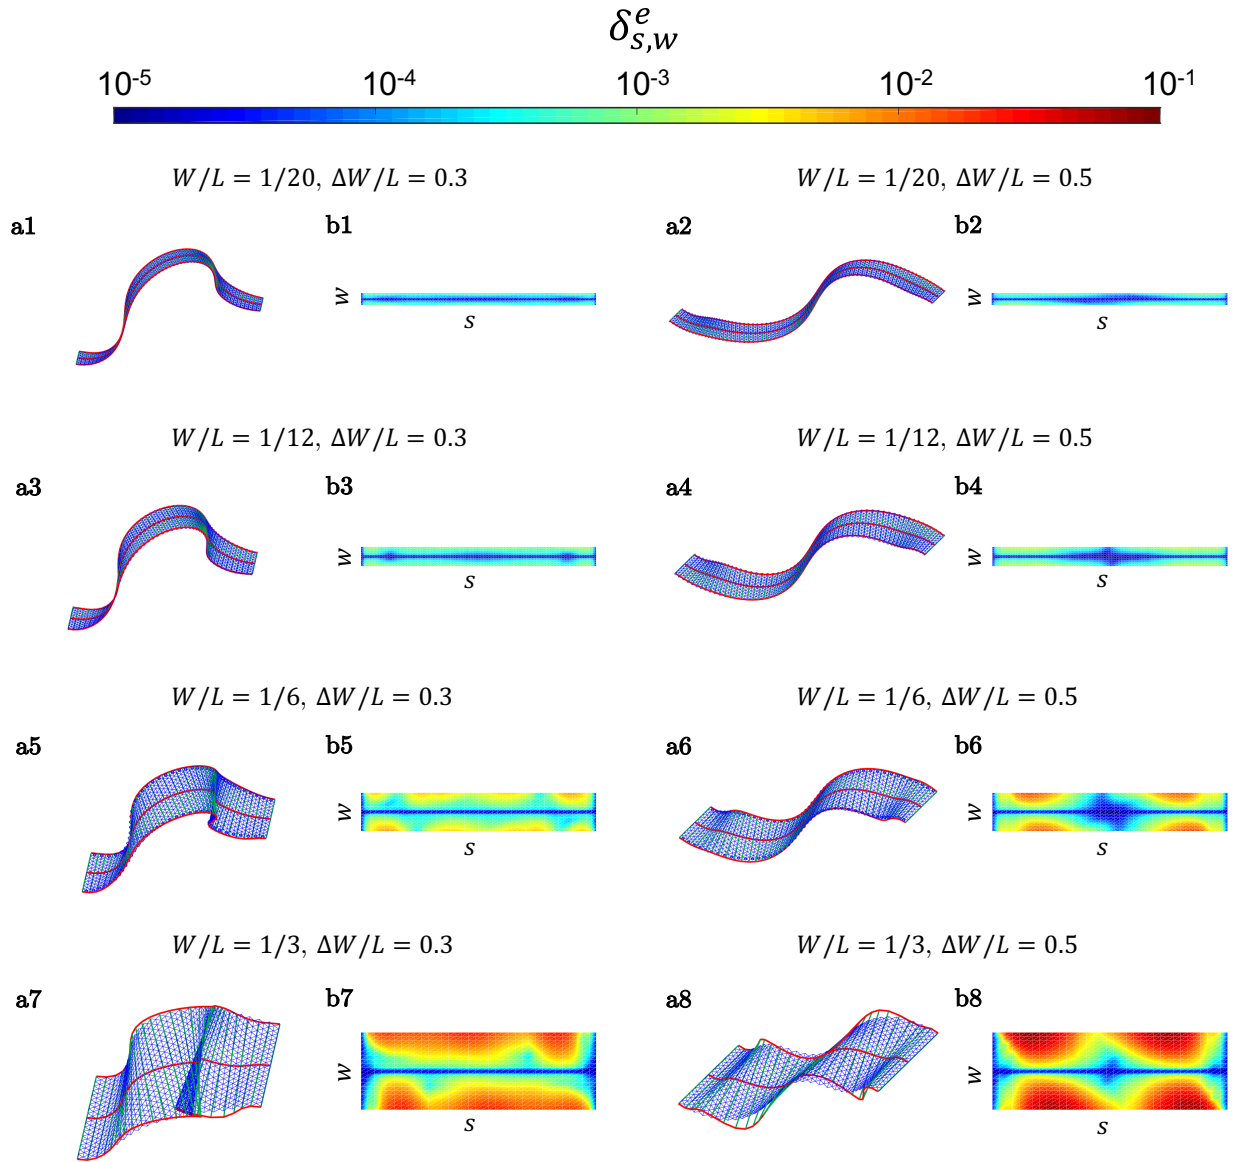 δ^e_{s,w}
10^-5 10^-4 10^-3 10^-2 10^-1
W/L = 1/20, ΔW/L = 0.3 W/L = 1/20, ΔW/L = 0.5
a1 b1 a2 b2
w w
s s
W/L = 1/12, ΔW/L = 0.3 W/L = 1/12, ΔW/L = 0.5
a3 b3 a4 b4
w w
s s
W/L = 1/6, ΔW/L = 0.3 W/L = 1/6, ΔW/L = 0.5
a5 b5 a6 b6
w w
s s
W/L = 1/3, ΔW/L = 0.3 W/L = 1/3, ΔW/L = 0.5
a7 b7 a8 b8
w w
s s